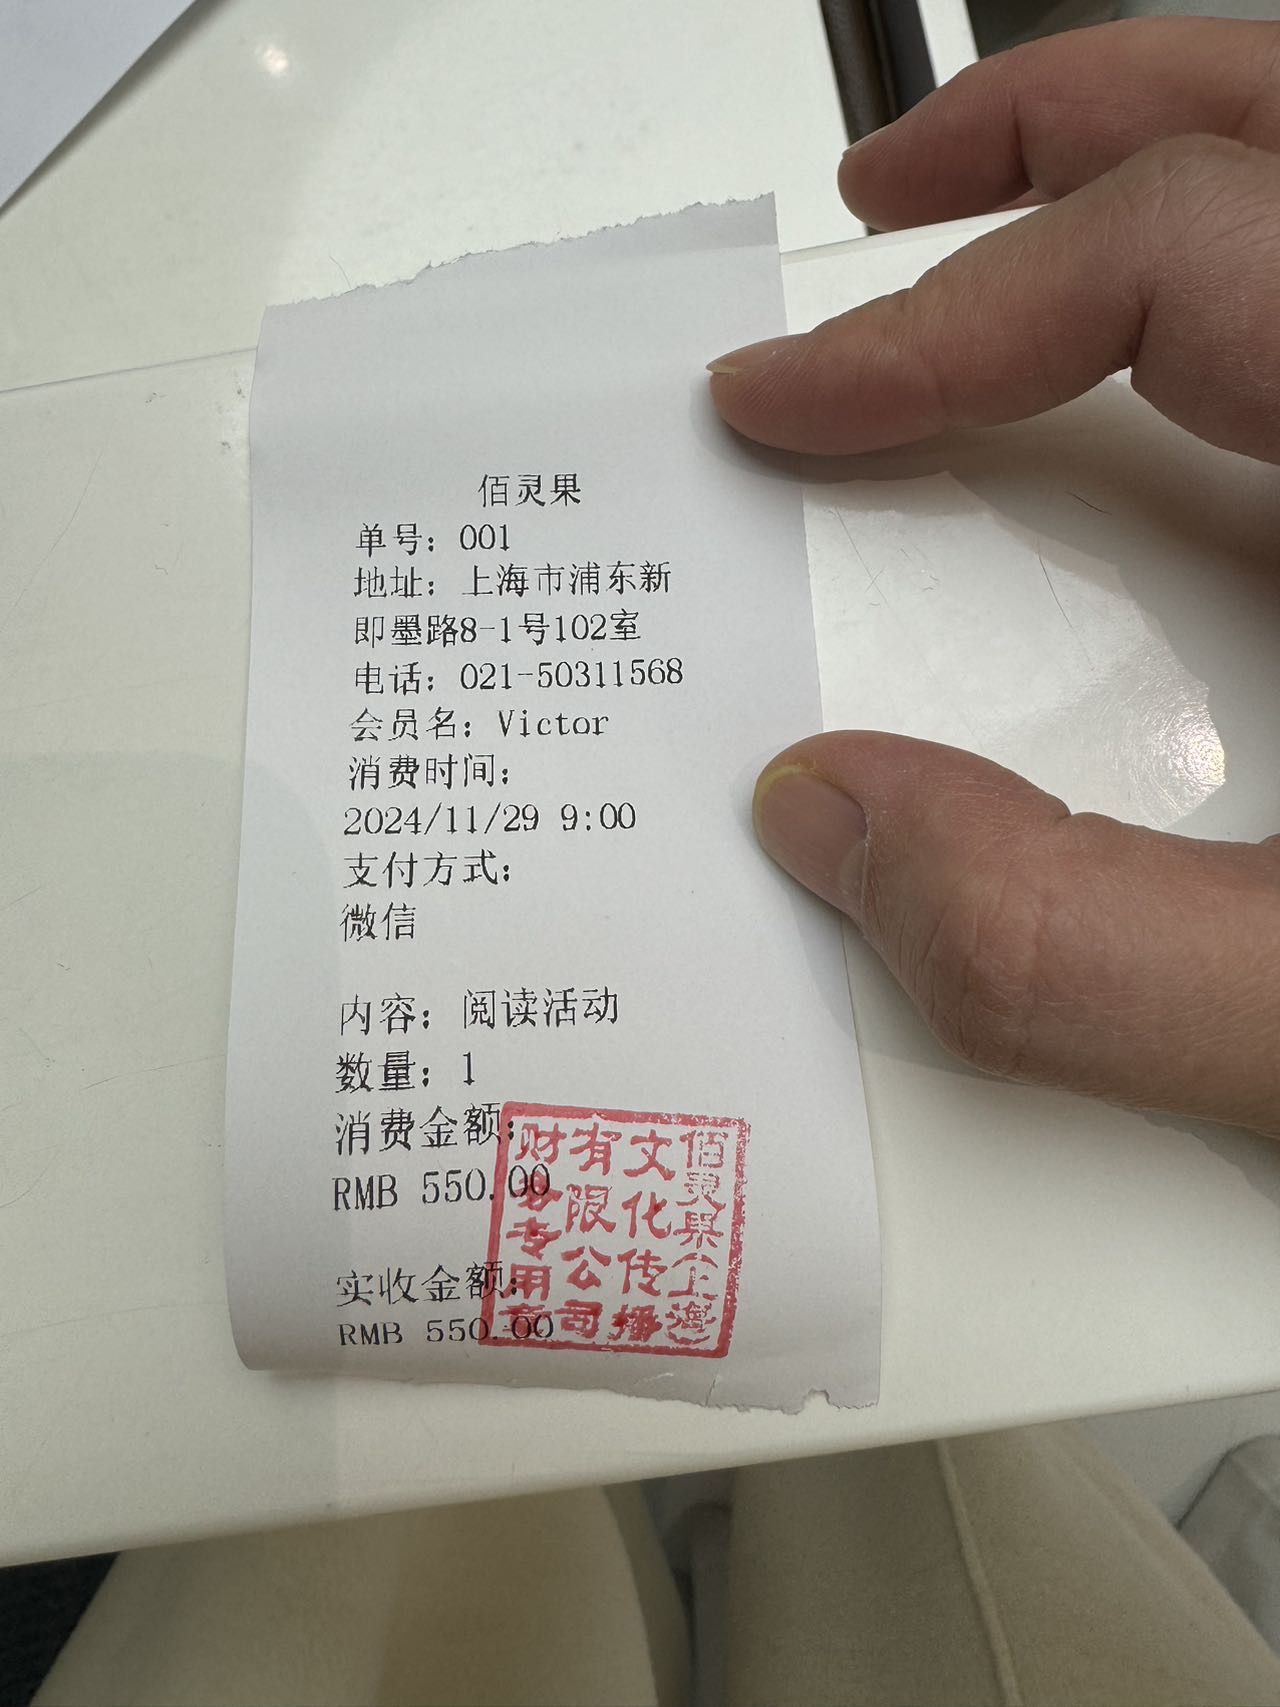 佰灵果
单号：001
地址：上海市浦东新
即墨路8-1号102室
电话：021-50311568
会员名：Victor
消费时间：
2024/11/29 9:00
支付方式：
微信
内容：阅读活动
数量：1
消费金额：
RMB 550.00
实收金额：
RMB 550.00
佰灵果（上海）
文化传播
有限公司
财务专用章